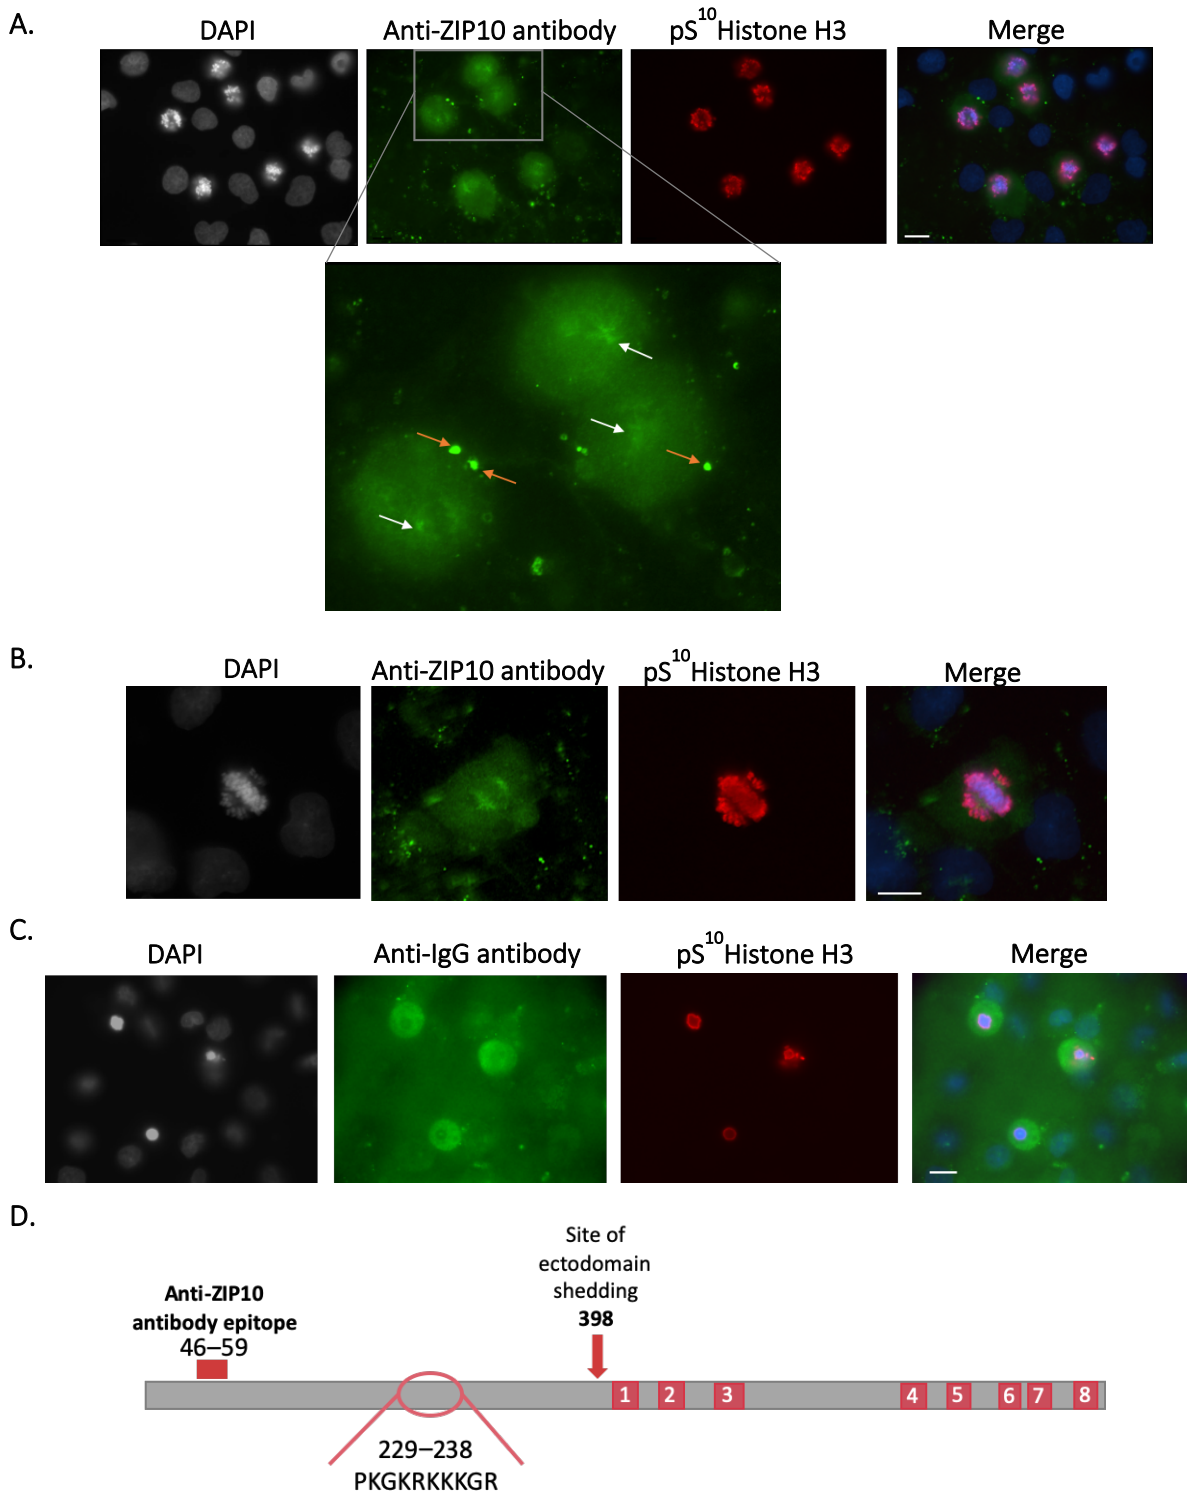 A.
DAPI
Anti-ZIP10 antibody
pS10Histone H3
Merge
B.
DAPI
Anti-ZIP10 antibody
pS10Histone H3
Merge
C.
DAPI
Anti-IgG antibody
pS10Histone H3
Merge
D.
Site of
ectodomain
shedding
398
Anti-ZIP10
antibody epitope
46–59
1 2 3 4 5 6 7 8
229–238
PKGKRKKKGR